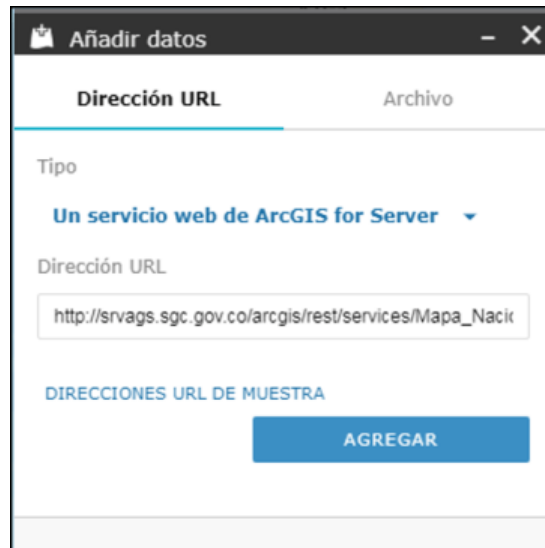 Añadir datos
Dirección URL
Archivo
Tipo
Un servicio web de ArcGIS for Server
Dirección URL
http://srvags.sgc.gov.co/arcgis/rest/services/Mapa_Nacic
DIRECCIONES URL DE MUESTRA
AGREGAR